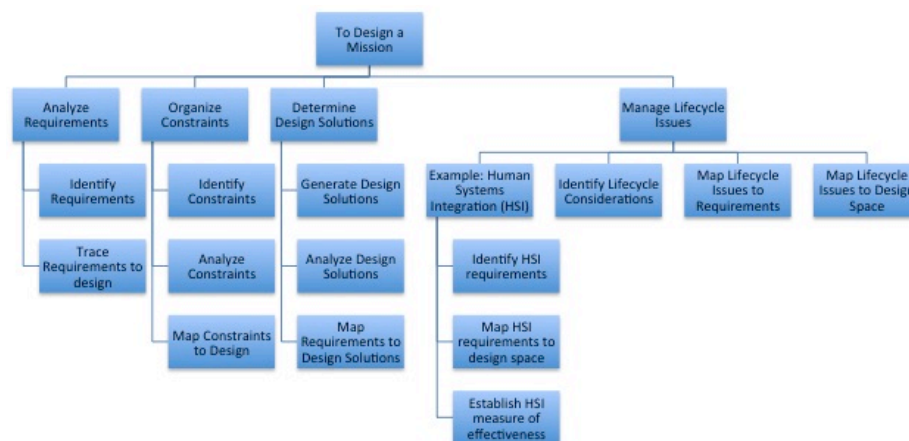 To Design a
Mission
Analyze
Requirements
Organize
Constraints
Determine
Design Solutions
Manage Lifecycle
Issues
Identify
Requirements
Identify
Constraints
Generate Design
Solutions
Example: Human
Systems
Integration (HSI)
Identify Lifecycle
Considerations
Map Lifecycle
Issues to
Requirements
Map Lifecycle
Issues to Design
Space
Trace
Requirements to
design
Analyze
Constraints
Analyze Design
Solutions
Identify HSI
requirements
Map Constraints
to Design
Map
Requirements to
Design Solutions
Map HSI
requirements to
design space
Establish HSI
measure of
effectiveness